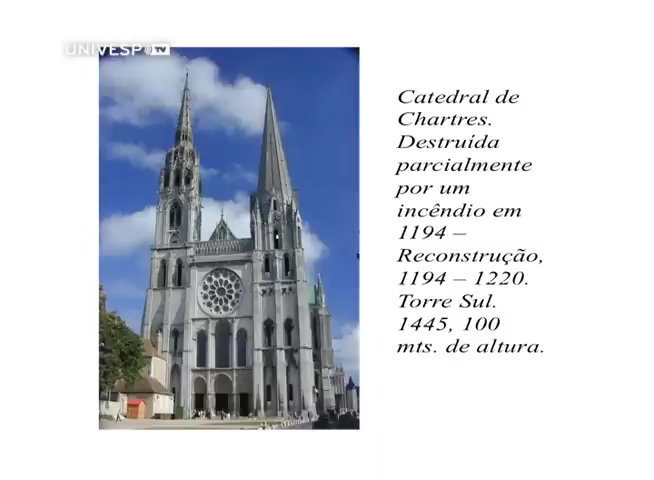 UNIVESP TV
Catedral de
Chartres.
Destruída
parcialmente
por um
incêndio em
1194 –
Reconstrução,
1194 – 1220.
Torre Sul.
1445, 100
mts. de altura.